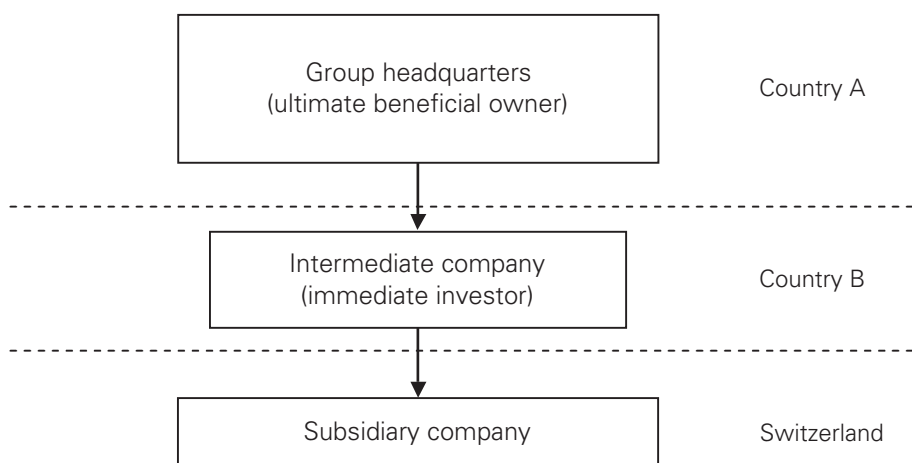 Group headquarters
(ultimate beneficial owner)
Country A
Intermediate company
(immediate investor)
Country B
Subsidiary company
Switzerland